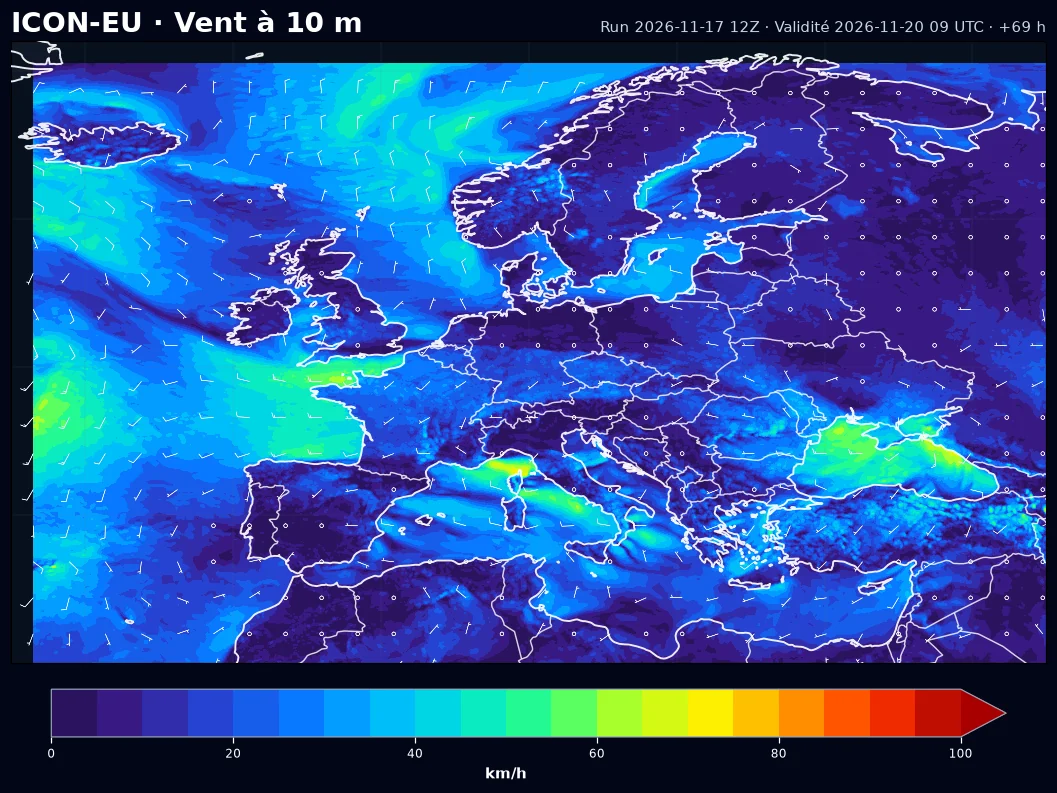 ICON-EU · Vent à 10 m
Run 2026-11-17 12Z · Validité 2026-11-20 09 UTC · +69 h
0 20 40 60 80 100
km/h